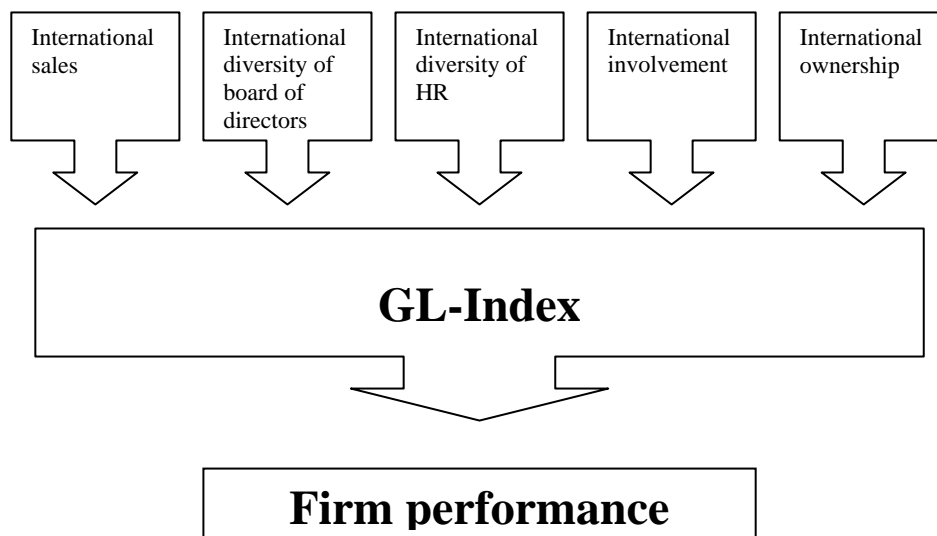 International
sales
International
diversity of
board of
directors
International
diversity of
HR
International
involvement
International
ownership
GL-Index
Firm performance